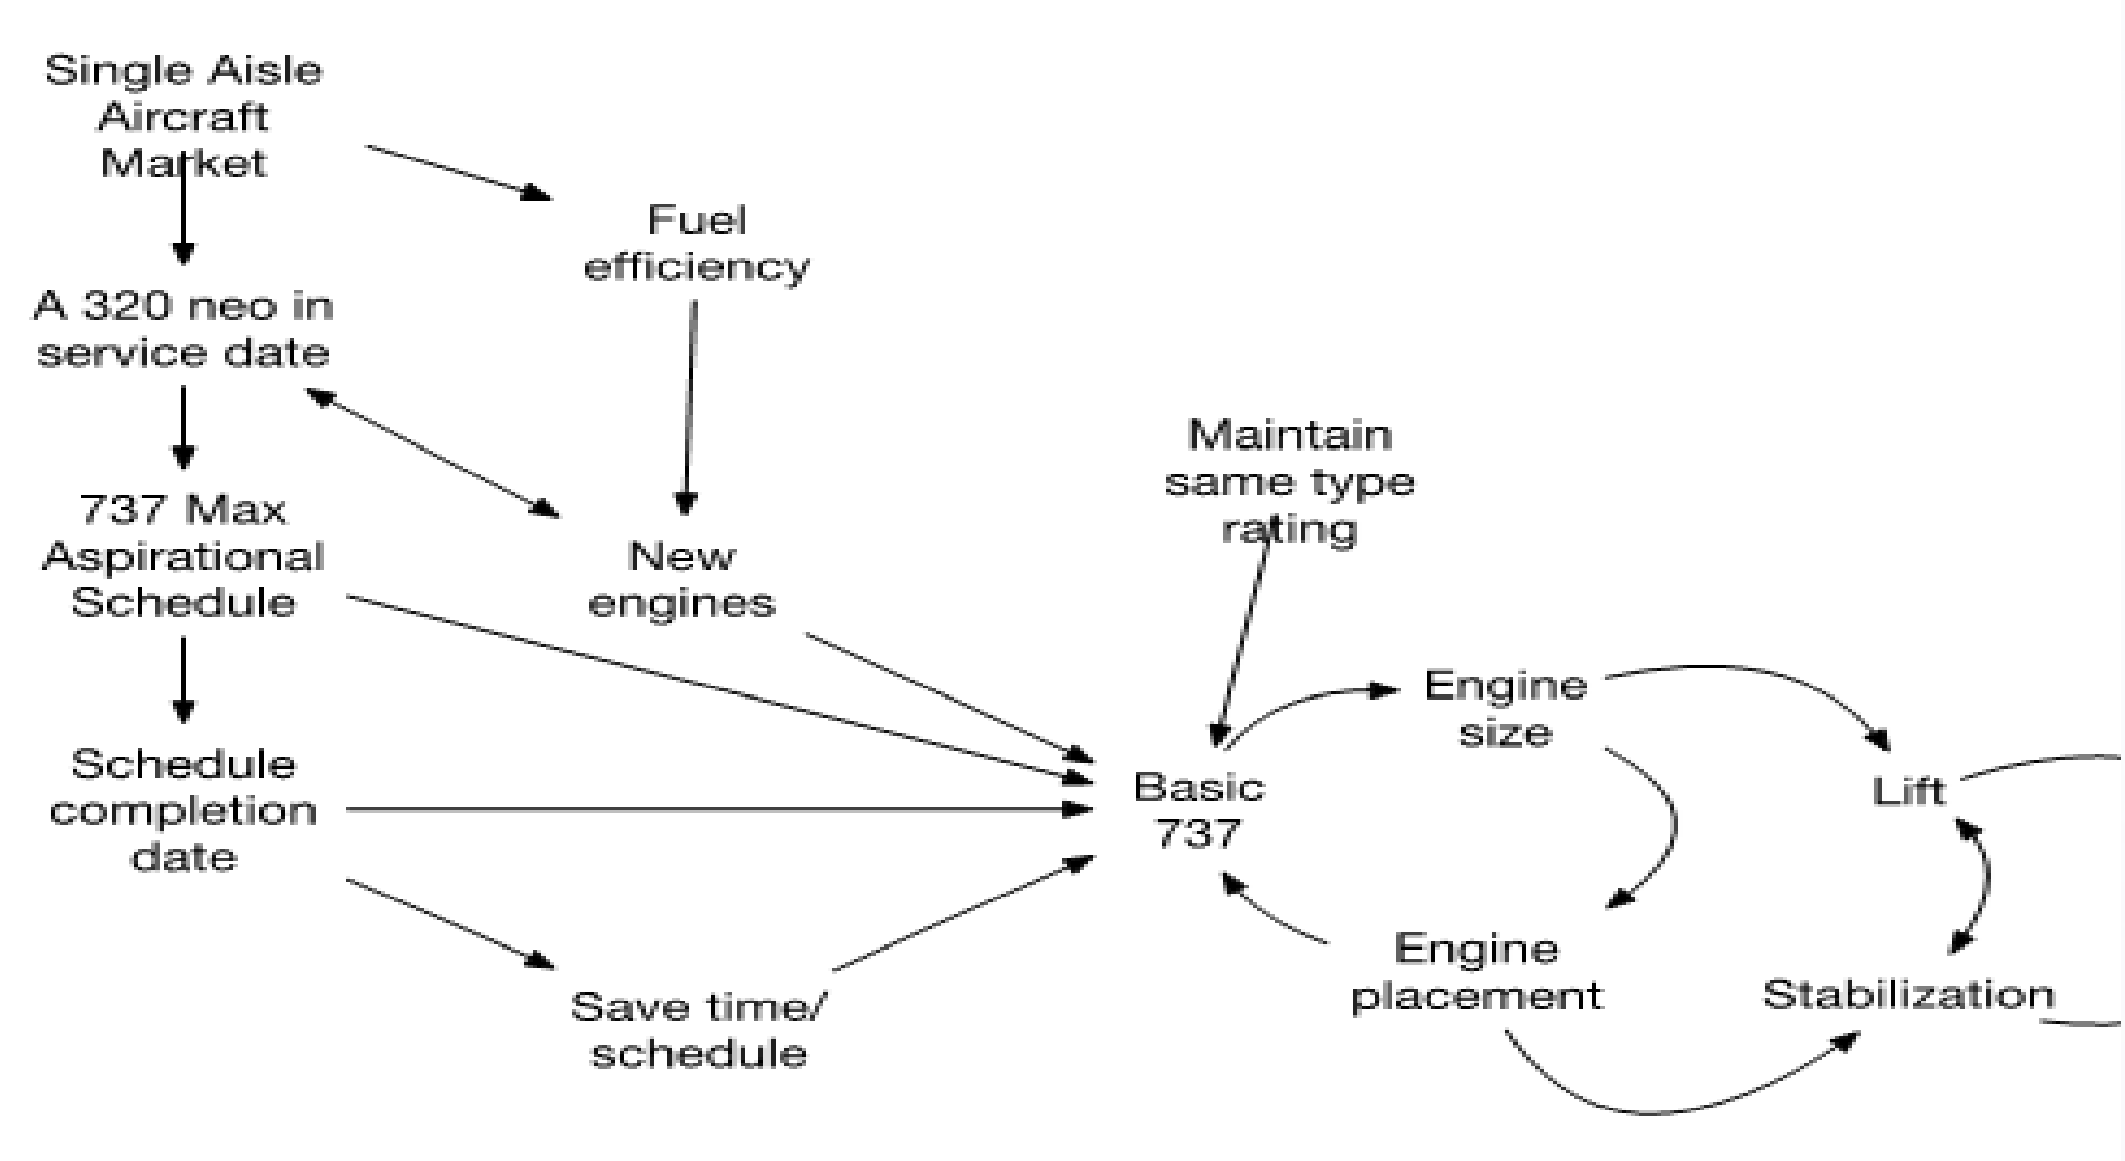 Single Aisle
Aircraft
Market
Fuel
efficiency
A 320 neo in
service date
Maintain
same type
rating
737 Max
Aspirational
Schedule
New
engines
Engine
size
Schedule
completion
date
Basic
737
Lift
Engine
placement
Stabilization
Save time/
schedule